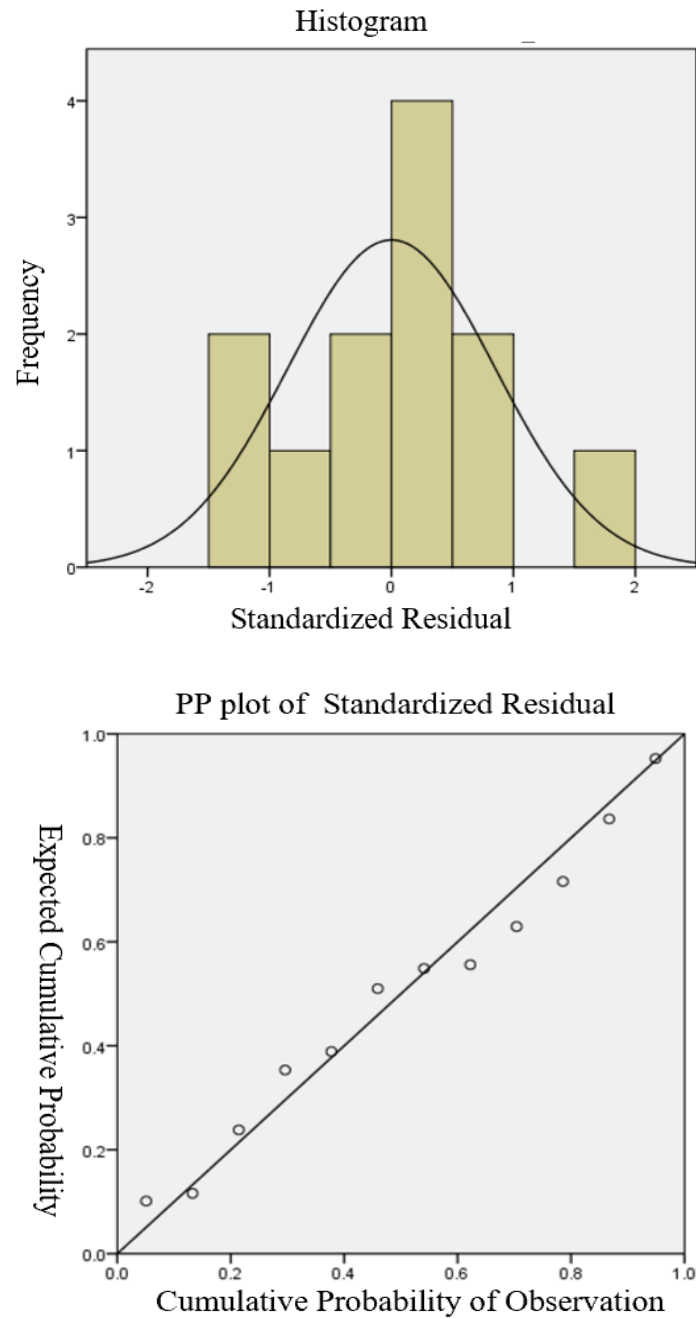 Histogram
4
3
2
1
0
Frequency
-2 -1 0 1 2
Standardized Residual
PP plot of Standardized Residual
1.0
0.8
0.6
0.4
0.2
0.0
Expected Cumulative Probability
0.0 0.2 0.4 0.6 0.8 1.0
Cumulative Probability of Observation